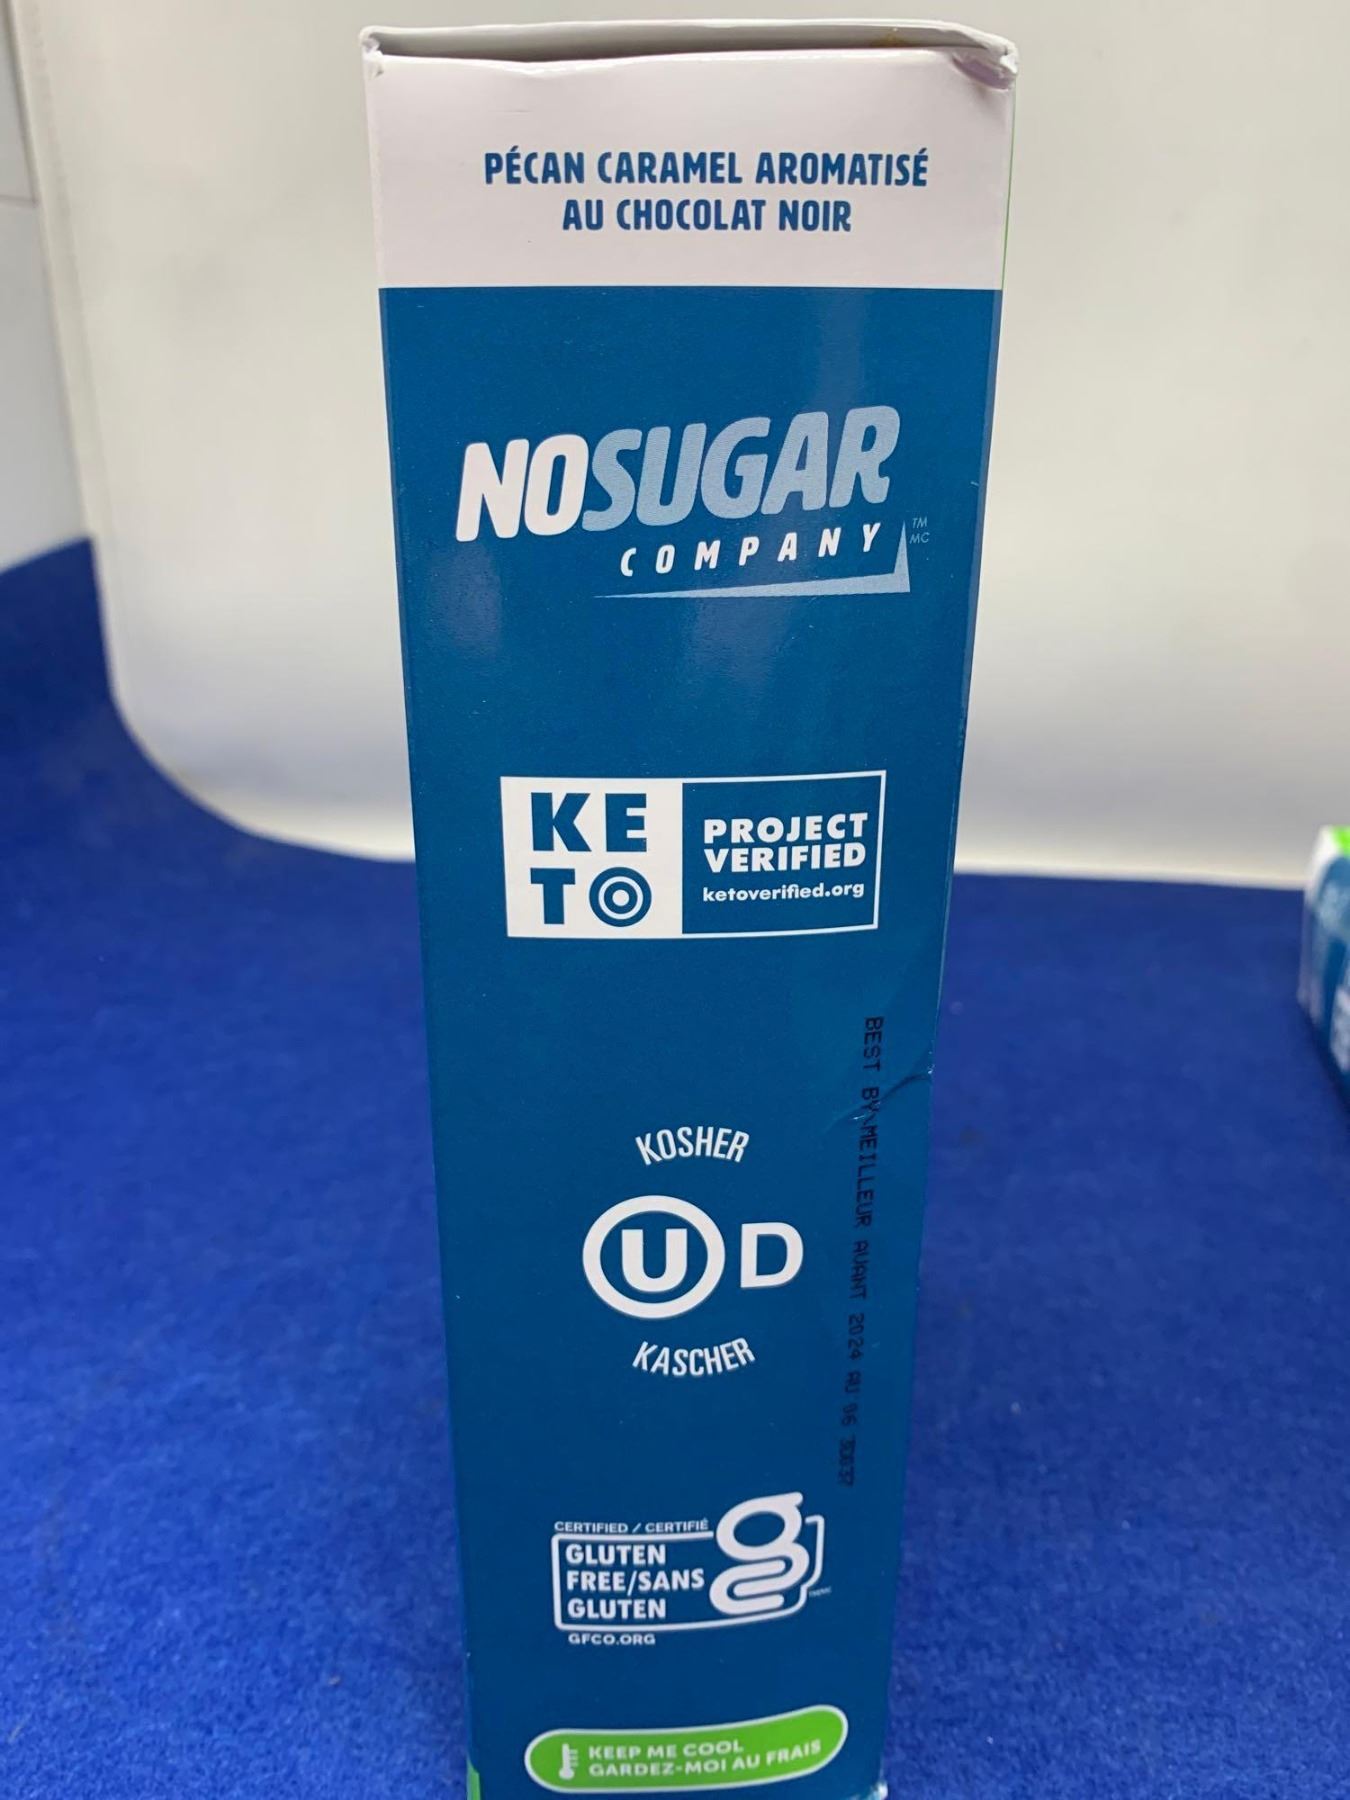 PÉCAN CARAMEL AROMATISÉ
AU CHOCOLAT NOIR
NOSUGAR
COMPANY
TM
MC
KE
TO
PROJECT
VERIFIED
ketoverified.org
BEST BY\MEILLEUR AVANT 2024 AU 06
KOSHER
U D
KASCHER
CERTIFIED / CERTIFIÉ
GLUTEN
FREE/SANS
GLUTEN
g
GFCO.ORG
KEEP ME COOL
GARDEZ-MOI AU FRAIS